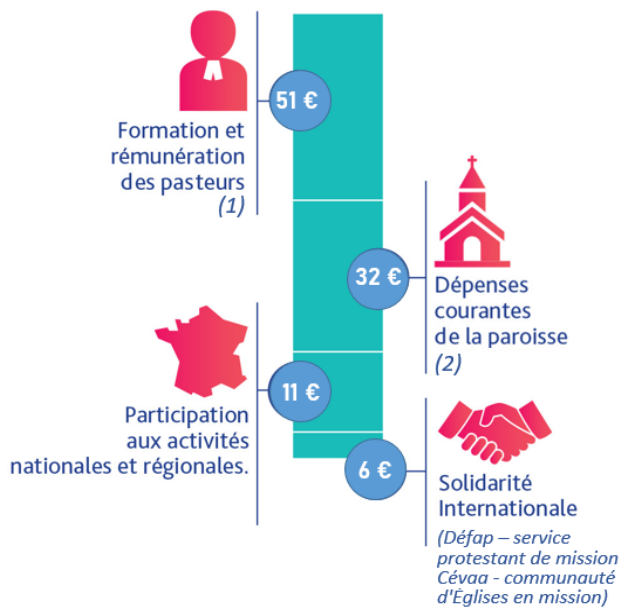 51 €
Formation et
rémunération
des pasteurs
(1)
32 €
Dépenses
courantes
de la paroisse
(2)
11 €
Participation
aux activités
nationales et régionales.
6 €
Solidarité
Internationale
(Défap – service
protestant de mission
Cévaa - communauté
d'Églises en mission)